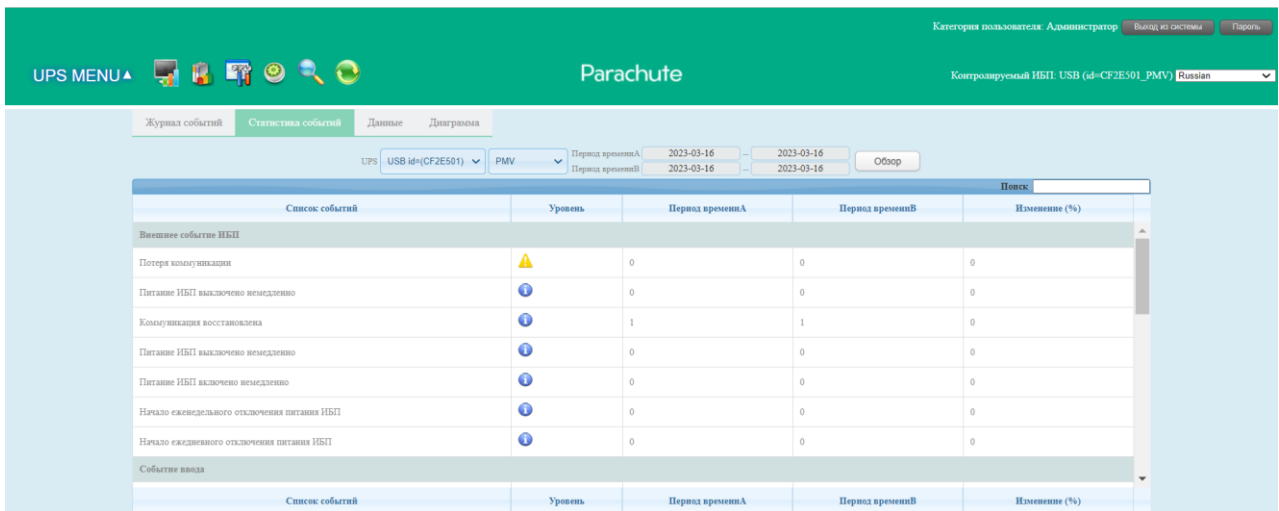 Категория пользователя: Администратор Выход из системы Пароль
UPS MENU▲ Parachute Контролируемый ИБП: USB (id=CF2E501_PMV) Russian
Журнал событий Статистика событий Данные Диаграмма
UPS USB id=(CF2E501) PMV
Период времениA 2023-03-16 – 2023-03-16
Период времениB 2023-03-16 – 2023-03-16
Обзор
Поиск
Список событий Уровень Период времениA Период времениB Изменение (%)
Внешнее событие ИБП
Потеря коммуникации 0 0 0
Питание ИБП выключено немедленно 0 0 0
Коммуникация восстановлена 1 1 0
Питание ИБП выключено немедленно 0 0 0
Питание ИБП включено немедленно 0 0 0
Начало еженедельного отключения питания ИБП 0 0 0
Начало ежедневного отключения питания ИБП 0 0 0
Событие ввода
Список событий Уровень Период времениA Период времениB Изменение (%)